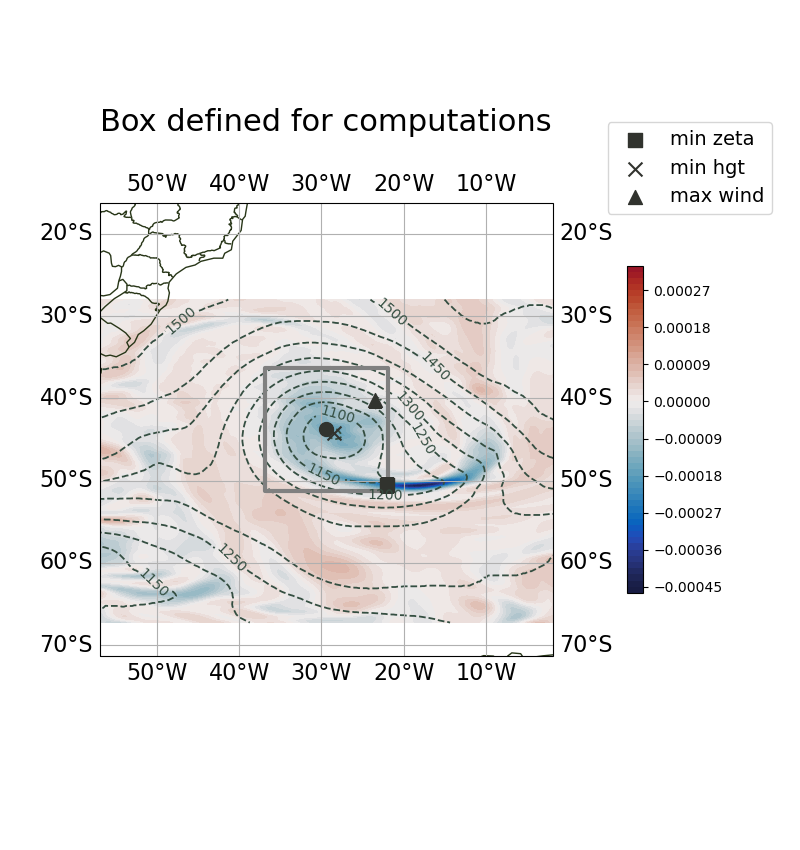 Box defined for computations
min zeta
min hgt
max wind
50°W 40°W 30°W 20°W 10°W
20°S 20°S
30°S 30°S
40°S 40°S
50°S 50°S
60°S 60°S
70°S 70°S
50°W 40°W 30°W 20°W 10°W
1500
1500
1450
1300
1100
1250
1150
1200
1250
1150
0.00027
0.00018
0.00009
0.00000
−0.00009
−0.00018
−0.00027
−0.00036
−0.00045